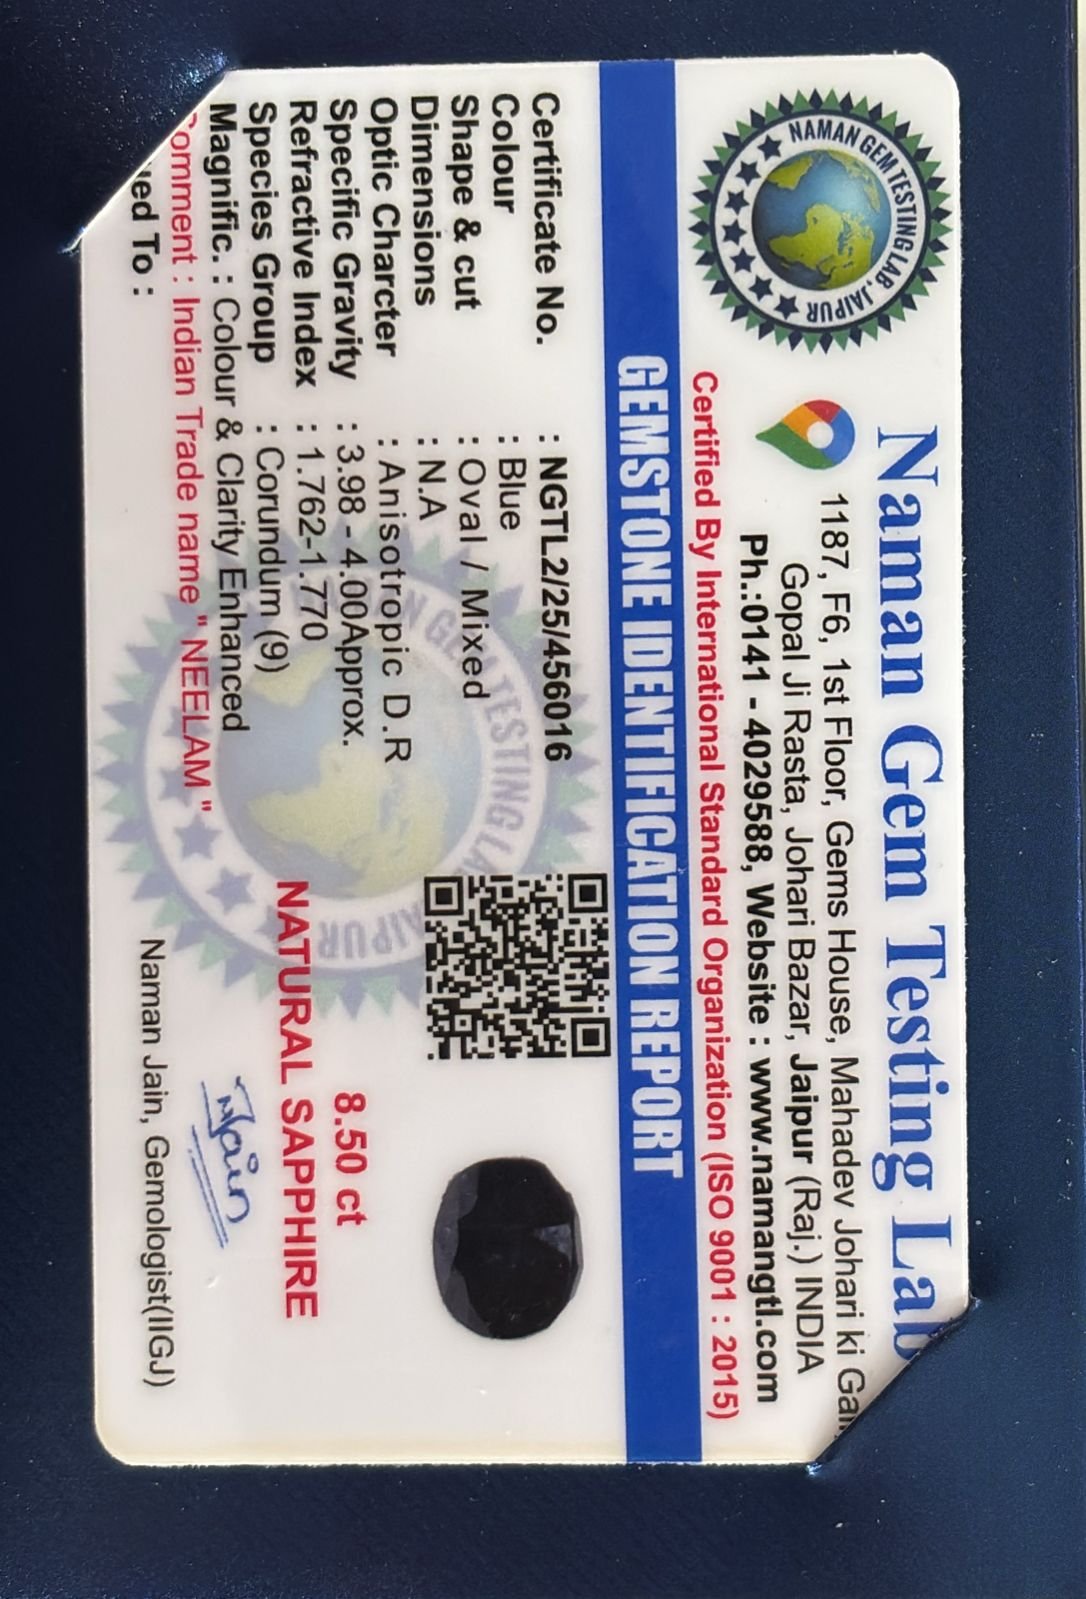 NAMAN GEM TESTING LAB, JAIPUR
Naman Gem Testing Lab
1187, F6, 1st Floor, Gems House, Mahadev Johari ki Gali,
Gopal Ji Rasta, Johari Bazar, Jaipur (Raj.) INDIA
Ph.:0141 - 4029588, Website : www.namangtl.com
Certified By International Standard Organization (ISO 9001 : 2015)
GEMSTONE IDENTIFICATION REPORT
Certificate No. : NGTL2/25/456016
Colour : Blue
Shape & cut : Oval / Mixed
Dimensions : N.A
Optic Charcter : Anisotropic D.R
Specific Gravity : 3.98 - 4.00Approx.
Refractive Index : 1.762-1.770
Species Group : Corundum (9)
Magnific. : Colour & Clarity Enhanced
Comment : Indian Trade name " NEELAM "
ued To :
8.50 ct
NATURAL SAPPHIRE
NJain
Naman Jain, Gemologist(IIGJ)